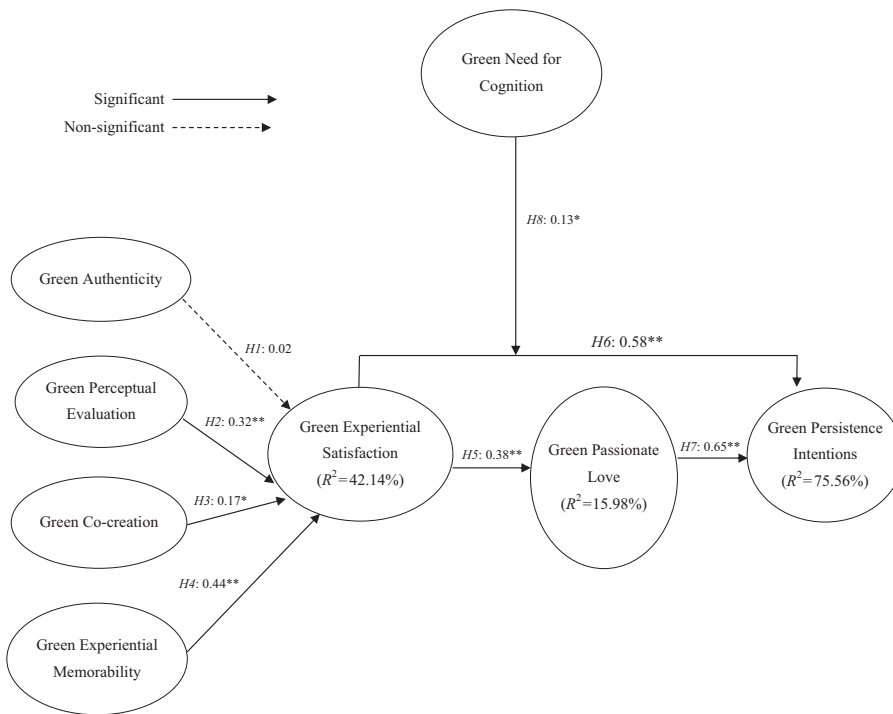 Green Need for
Cognition
Significant
Non-significant
H8: 0.13*
Green Authenticity
H1: 0.02
H6: 0.58**
Green Perceptual
Evaluation
H2: 0.32**
Green Experiential
Satisfaction
(R²=42.14%)
H5: 0.38**
Green Passionate
Love
(R²=15.98%)
H7: 0.65**
Green Persistence
Intentions
(R²=75.56%)
H3: 0.17*
Green Co-creation
H4: 0.44**
Green Experiential
Memorability